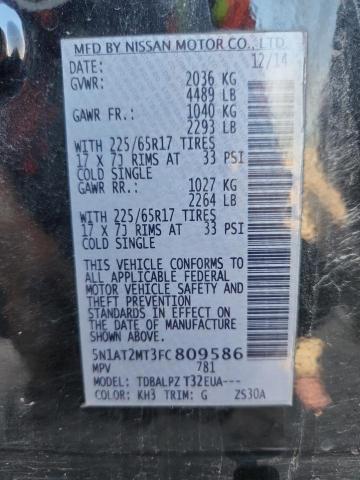 MFD BY NISSAN MOTOR CO., LTD.
DATE: 12/14
GVWR: 2036 KG
4489 LB
GAWR FR.: 1040 KG
2293 LB
WITH 225/65R17 TIRES
17 X 7J RIMS AT 33 PSI
COLD SINGLE
GAWR RR.: 1027 KG
2264 LB
WITH 225/65R17 TIRES
17 X 7J RIMS AT 33 PSI
COLD SINGLE
THIS VEHICLE CONFORMS TO
ALL APPLICABLE FEDERAL
MOTOR VEHICLE SAFETY AND
THEFT PREVENTION
STANDARDS IN EFFECT ON
THE DATE OF MANUFACTURE
SHOWN ABOVE.
5N1AT2MT3FC809586
MPV 781
MODEL: TDBALPZ T32EUA---
COLOR: KH3 TRIM: G ZS30A